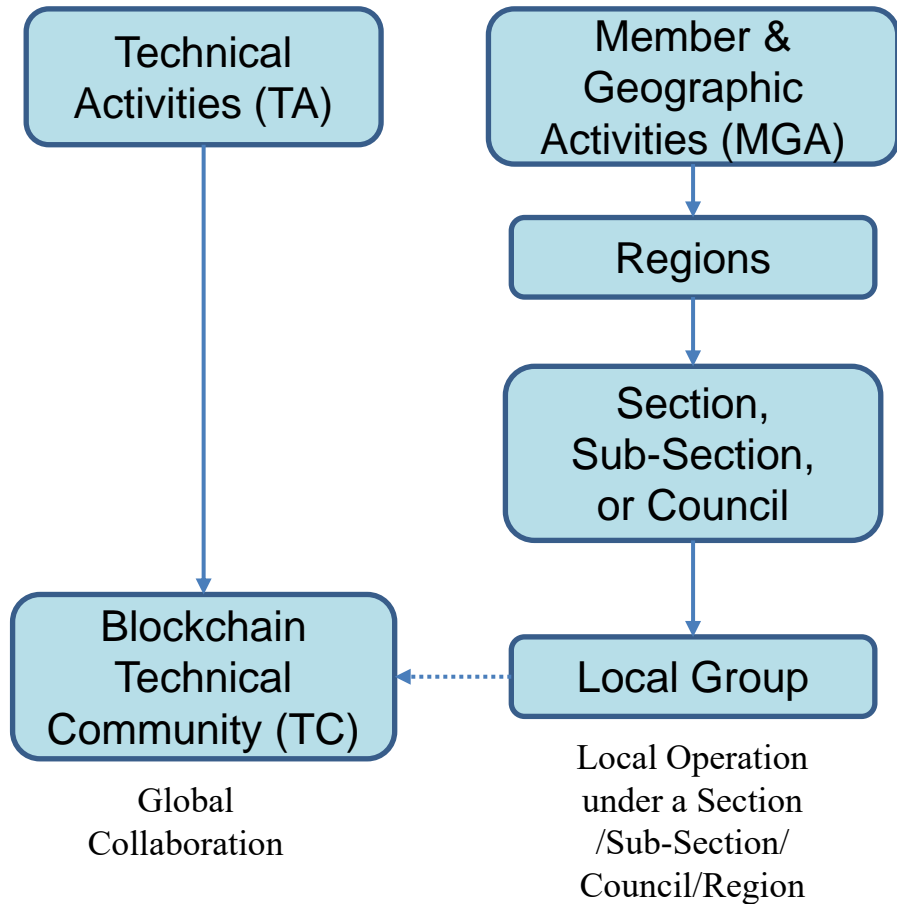 Technical
Activities (TA)
Member &
Geographic
Activities (MGA)
Regions
Section,
Sub-Section,
or Council
Blockchain
Technical
Community (TC)
Local Group
Global
Collaboration
Local Operation
under a Section
/Sub-Section/
Council/Region